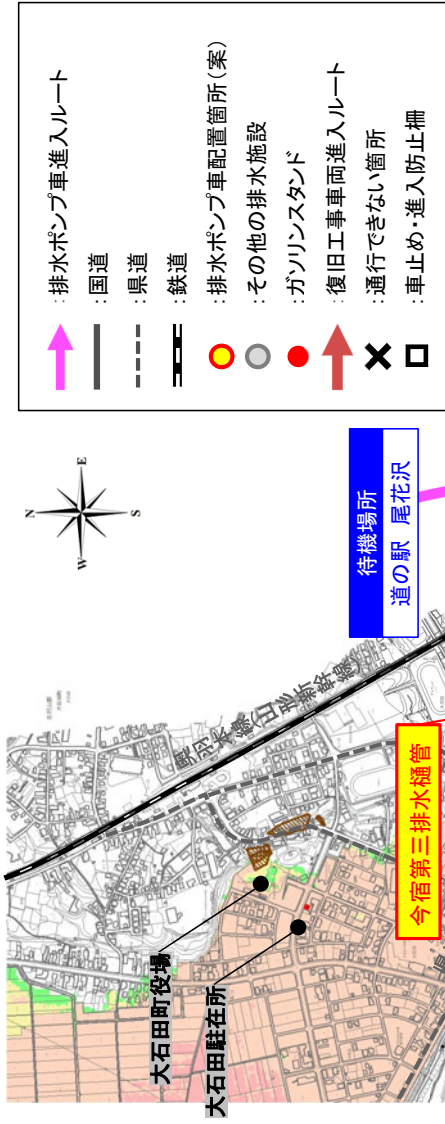 :排水ポンプ車進入ルート
:国道
:県道
:鉄道
:排水ポンプ車配置箇所(案)
:その他の排水施設
:ガソリンスタンド
:復旧工事車両進入ルート
:通行できない箇所
:車止め・進入防止柵
N
E
S
W
待機場所
道の駅 尾花沢
奥羽本線(山形新幹線)
今宿第三排水樋管
大石田町役場
大石田駐在所